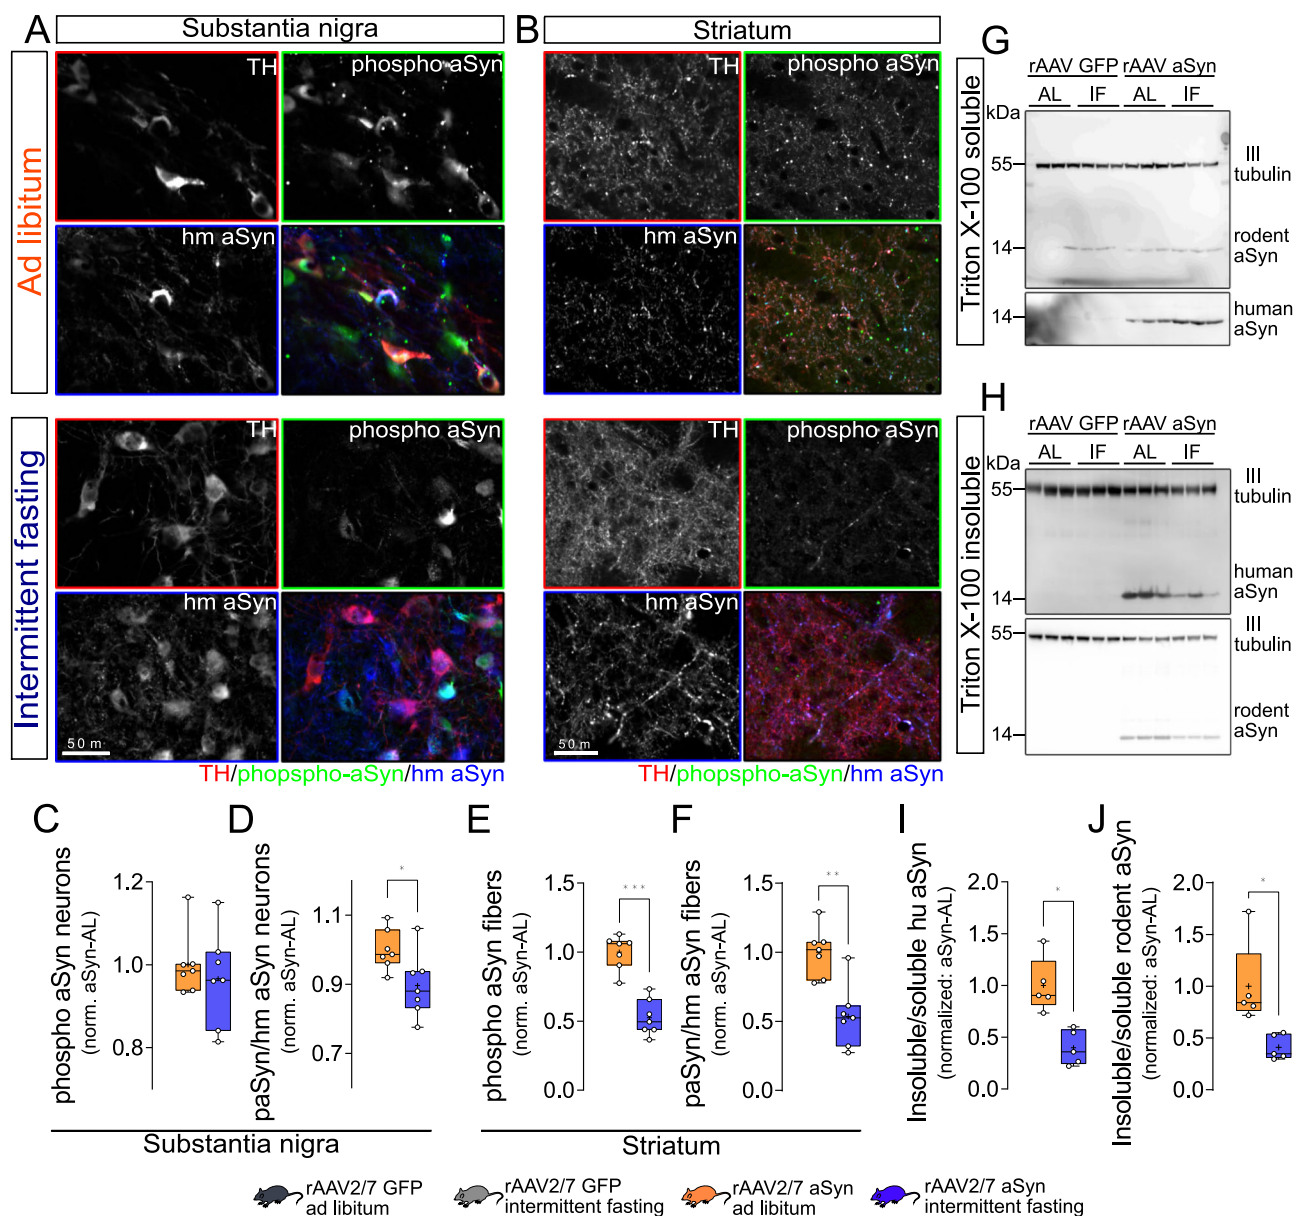 A
Substantia nigra
B
Striatum
G
Ad libitum
TH
phospho aSyn
hm aSyn
TH
phospho aSyn
hm aSyn
Triton X-100 soluble
rAAV GFP rAAV aSyn
AL IF AL IF
kDa
55
III
tubulin
14
rodent
aSyn
14
human
aSyn
Intermittent fasting
TH
phospho aSyn
hm aSyn
50 m
TH
phospho aSyn
hm aSyn
50 m
TH/phopspho-aSyn/hm aSyn
TH/phopspho-aSyn/hm aSyn
H
Triton X-100 insoluble
rAAV GFP rAAV aSyn
AL IF AL IF
kDa
55
III
tubulin
14
human
aSyn
55
III
tubulin
14
rodent
aSyn
C
phospho aSyn neurons
(norm. aSyn-AL)
1.2
1.0
0.8
D
paSyn/hm aSyn neurons
(norm. aSyn-AL)
1.1
0.9
0.7
*
Substantia nigra
E
phospho aSyn fibers
(norm. aSyn-AL)
1.5
1.0
0.5
0.0
***
F
paSyn/hm aSyn fibers
(norm. aSyn-AL)
1.5
1.0
0.5
0.0
**
Striatum
I
Insoluble/soluble hu aSyn
(normalized: aSyn-AL)
2.0
1.5
1.0
0.5
0.0
*
J
Insoluble/soluble rodent aSyn
(normalized: aSyn-AL)
2.0
1.5
1.0
0.5
0.0
*
rAAV2/7 GFP
ad libitum
rAAV2/7 GFP
intermittent fasting
rAAV2/7 aSyn
ad libitum
rAAV2/7 aSyn
intermittent fasting